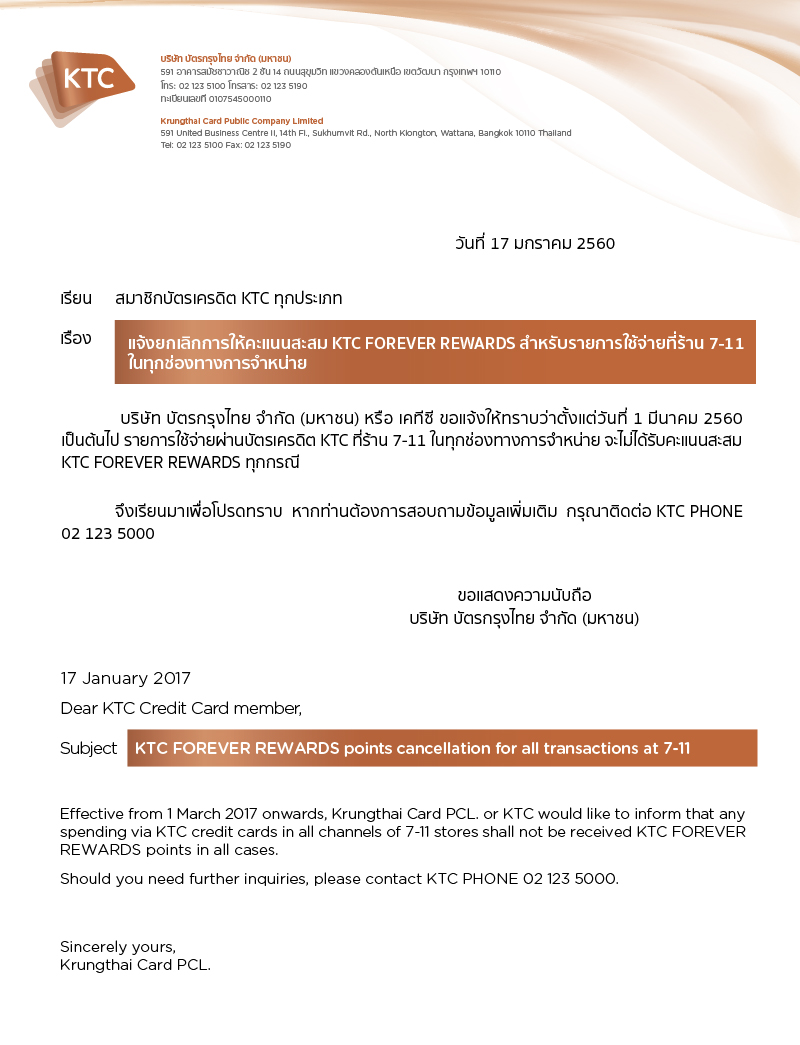 KTC
บริษัท บัตรกรุงไทย จำกัด (มหาชน)
591 อาคารสมัชชาวาณิช 2 ชั้น 14 ถนนสุขุมวิท แขวงคลองตันเหนือ เขตวัฒนา กรุงเทพฯ 10110
โทร: 02 123 5100 โทรสาร: 02 123 5190
ทะเบียนเลขที่ 0107545000110
Krungthai Card Public Company Limited
591 United Business Centre II, 14th Fl., Sukhumvit Rd., North Klongton, Wattana, Bangkok 10110 Thailand
Tel: 02 123 5100 Fax: 02 123 5190
วันที่ 17 มกราคม 2560
เรียน สมาชิกบัตรเครดิต KTC ทุกประเภท
เรื่อง แจ้งยกเลิกการให้คะแนนสะสม KTC FOREVER REWARDS สำหรับรายการใช้จ่ายที่ร้าน 7-11
ในทุกช่องทางการจำหน่าย
บริษัท บัตรกรุงไทย จำกัด (มหาชน) หรือ เคทีซี ขอแจ้งให้ทราบว่าตั้งแต่วันที่ 1 มีนาคม 2560
เป็นต้นไป รายการใช้จ่ายผ่านบัตรเครดิต KTC ที่ร้าน 7-11 ในทุกช่องทางการจำหน่าย จะไม่ได้รับคะแนนสะสม
KTC FOREVER REWARDS ทุกกรณี
จึงเรียนมาเพื่อโปรดทราบ หากท่านต้องการสอบถามข้อมูลเพิ่มเติม กรุณาติดต่อ KTC PHONE
02 123 5000
ขอแสดงความนับถือ
บริษัท บัตรกรุงไทย จำกัด (มหาชน)
17 January 2017
Dear KTC Credit Card member,
Subject KTC FOREVER REWARDS points cancellation for all transactions at 7-11
Effective from 1 March 2017 onwards, Krungthai Card PCL. or KTC would like to inform that any
spending via KTC credit cards in all channels of 7-11 stores shall not be received KTC FOREVER
REWARDS points in all cases.
Should you need further inquiries, please contact KTC PHONE 02 123 5000.
Sincerely yours,
Krungthai Card PCL.